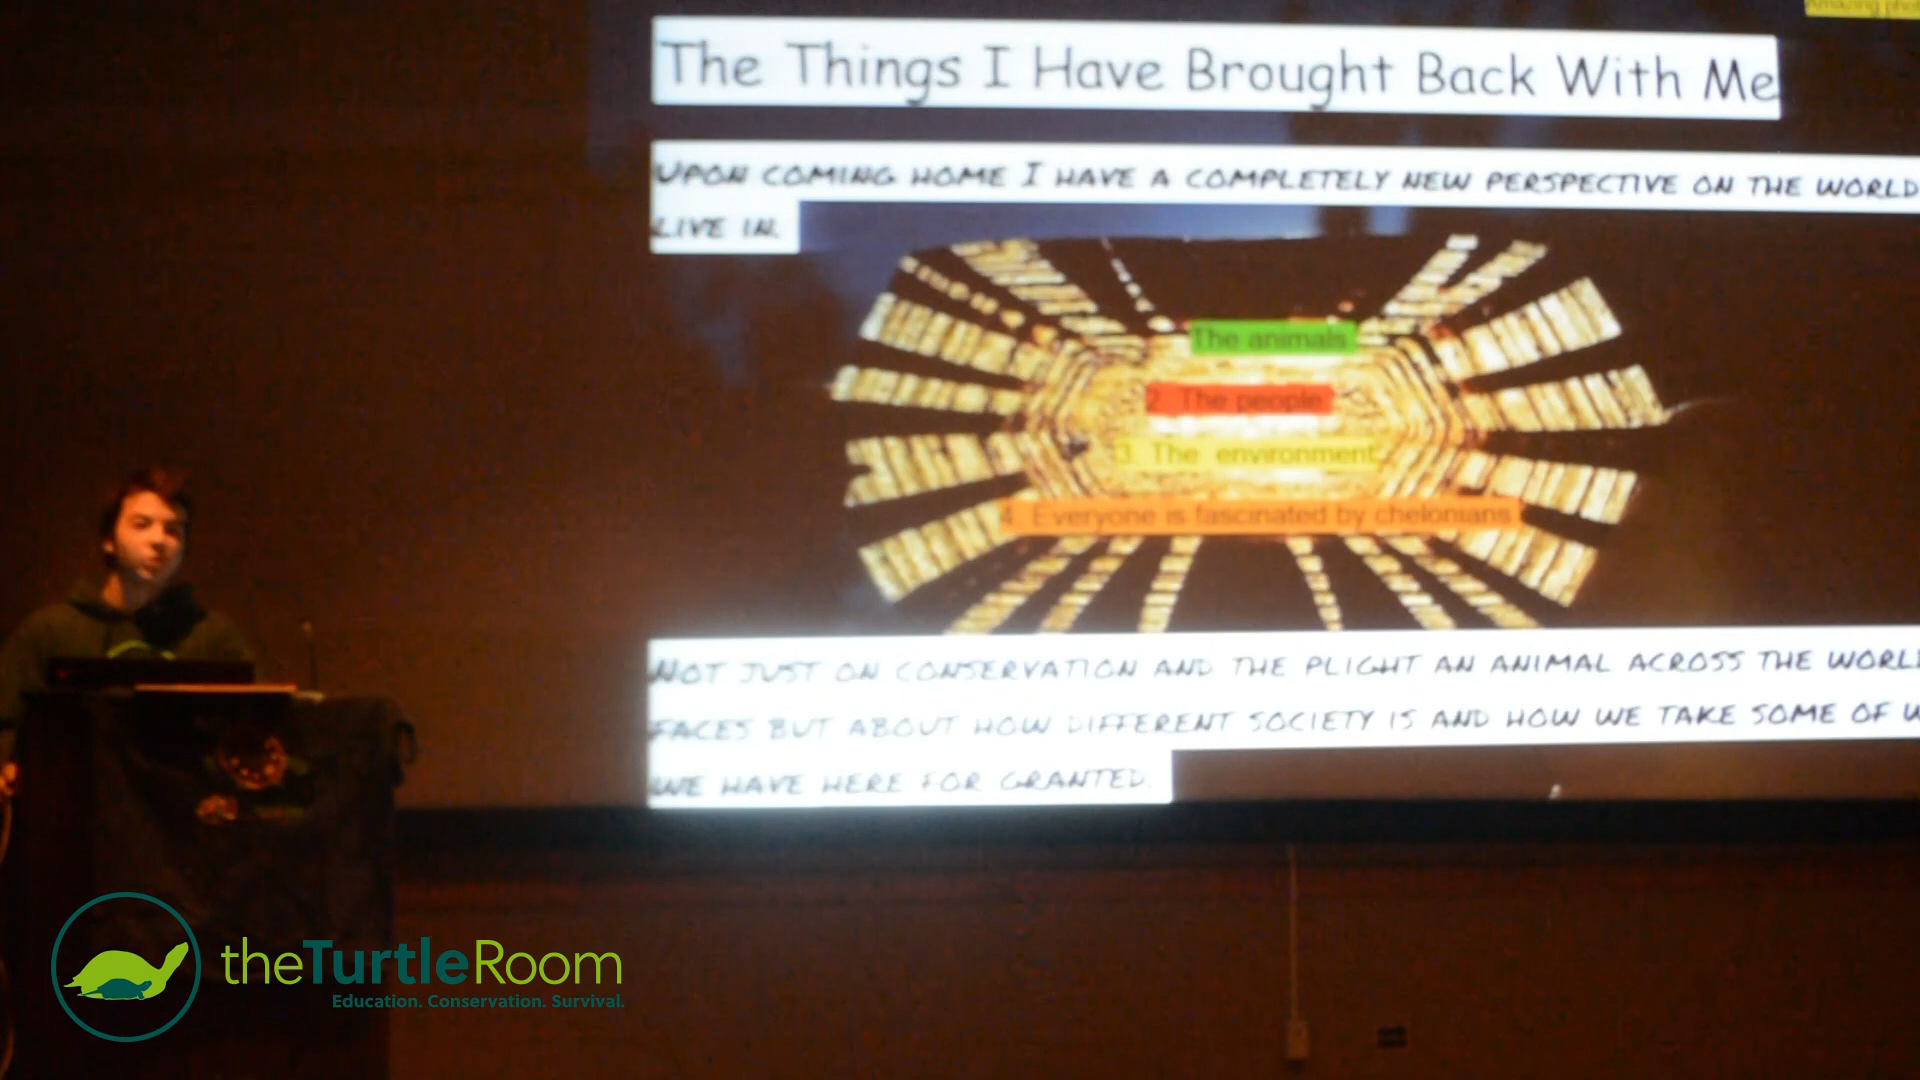 Amazing phot
The Things I Have Brought Back With Me
UPON COMING HOME I HAVE A COMPLETELY NEW PERSPECTIVE ON THE WORLD
LIVE IN.
The animals
2. The people
3. The environment
4. Everyone is fascinated by chelonians
NOT JUST ON CONSERVATION AND THE PLIGHT AN ANIMAL ACROSS THE WORLD
FACES BUT ABOUT HOW DIFFERENT SOCIETY IS AND HOW WE TAKE SOME OF
WE HAVE HERE FOR GRANTED.
theTurtleRoom
Education. Conservation. Survival.